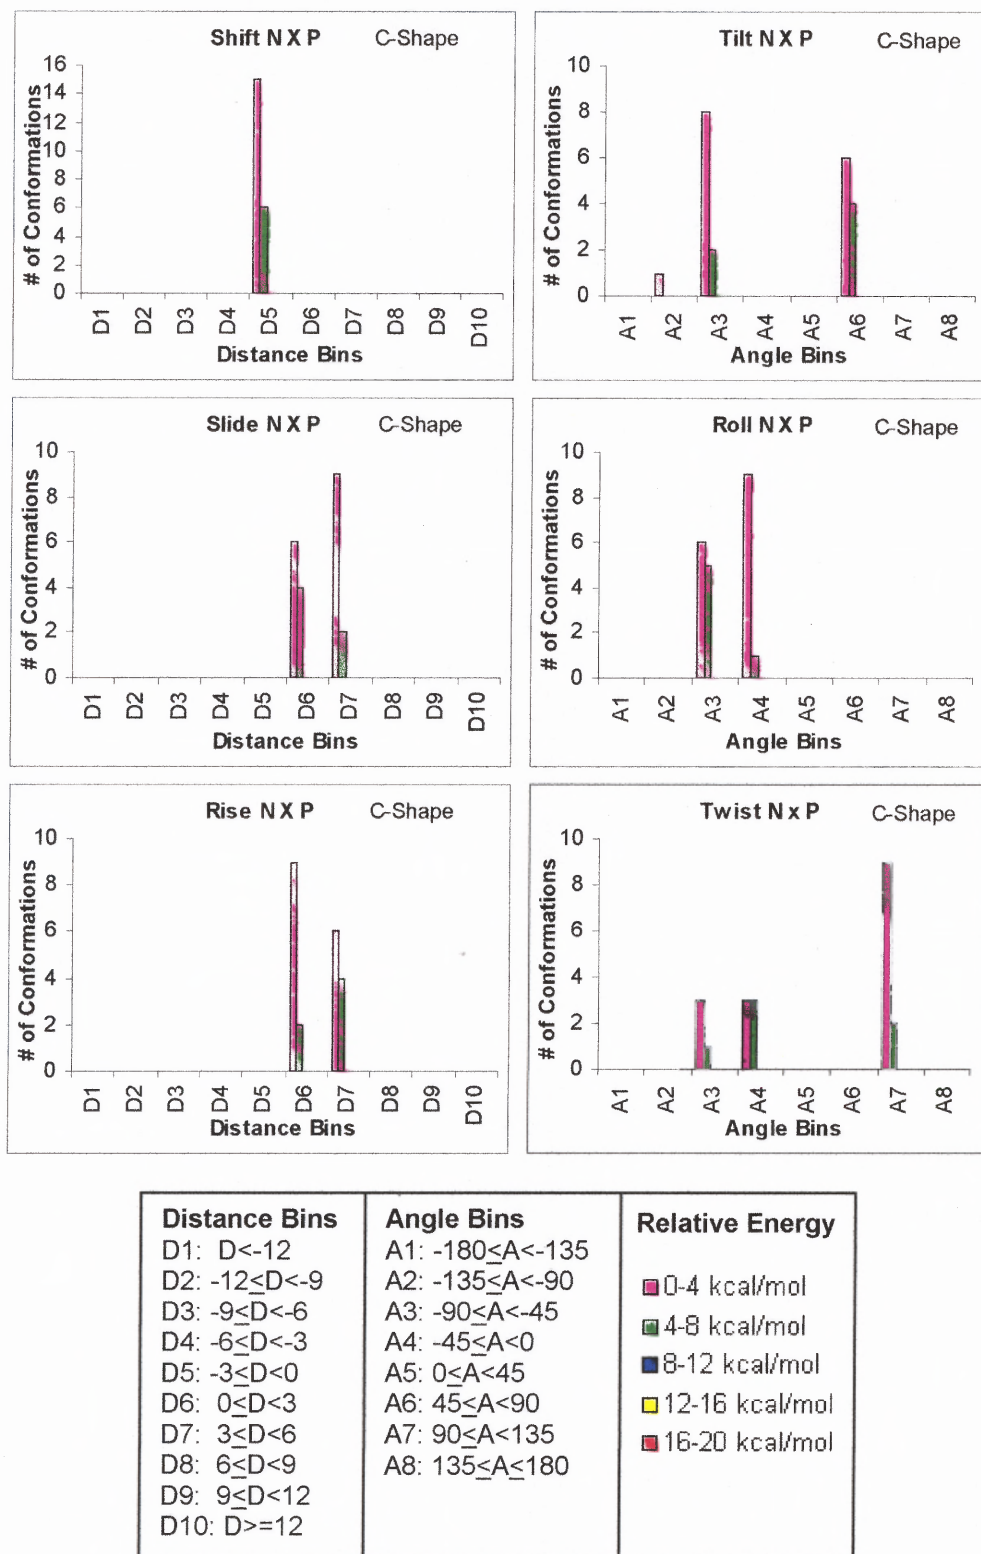 Shift N X P C-Shape
# of Conformations
16
14
12
10
8
6
4
2
0
D1 D2 D3 D4 D5 D6 D7 D8 D9 D10
Distance Bins
Tilt N X P C-Shape
# of Conformations
10
8
6
4
2
0
A1 A2 A3 A4 A5 A6 A7 A8
Angle Bins
Slide N X P C-Shape
# of Conformations
10
8
6
4
2
0
D1 D2 D3 D4 D5 D6 D7 D8 D9 D10
Distance Bins
Roll N X P C-Shape
# of Conformations
10
8
6
4
2
0
A1 A2 A3 A4 A5 A6 A7 A8
Angle Bins
Rise N X P C-Shape
# of Conformations
10
8
6
4
2
0
D1 D2 D3 D4 D5 D6 D7 D8 D9 D10
Distance Bins
Twist N x P C-Shape
# of Conformations
10
8
6
4
2
0
A1 A2 A3 A4 A5 A6 A7 A8
Angle Bins
Distance Bins
D1: D<-12
D2: -12≤D<-9
D3: -9≤D<-6
D4: -6≤D<-3
D5: -3≤D<0
D6: 0≤D<3
D7: 3≤D<6
D8: 6≤D<9
D9: 9≤D<12
D10: D>=12
Angle Bins
A1: -180≤A<-135
A2: -135≤A<-90
A3: -90≤A<-45
A4: -45≤A<0
A5: 0≤A<45
A6: 45≤A<90
A7: 90≤A<135
A8: 135≤A≤180
Relative Energy
0-4 kcal/mol
4-8 kcal/mol
8-12 kcal/mol
12-16 kcal/mol
16-20 kcal/mol